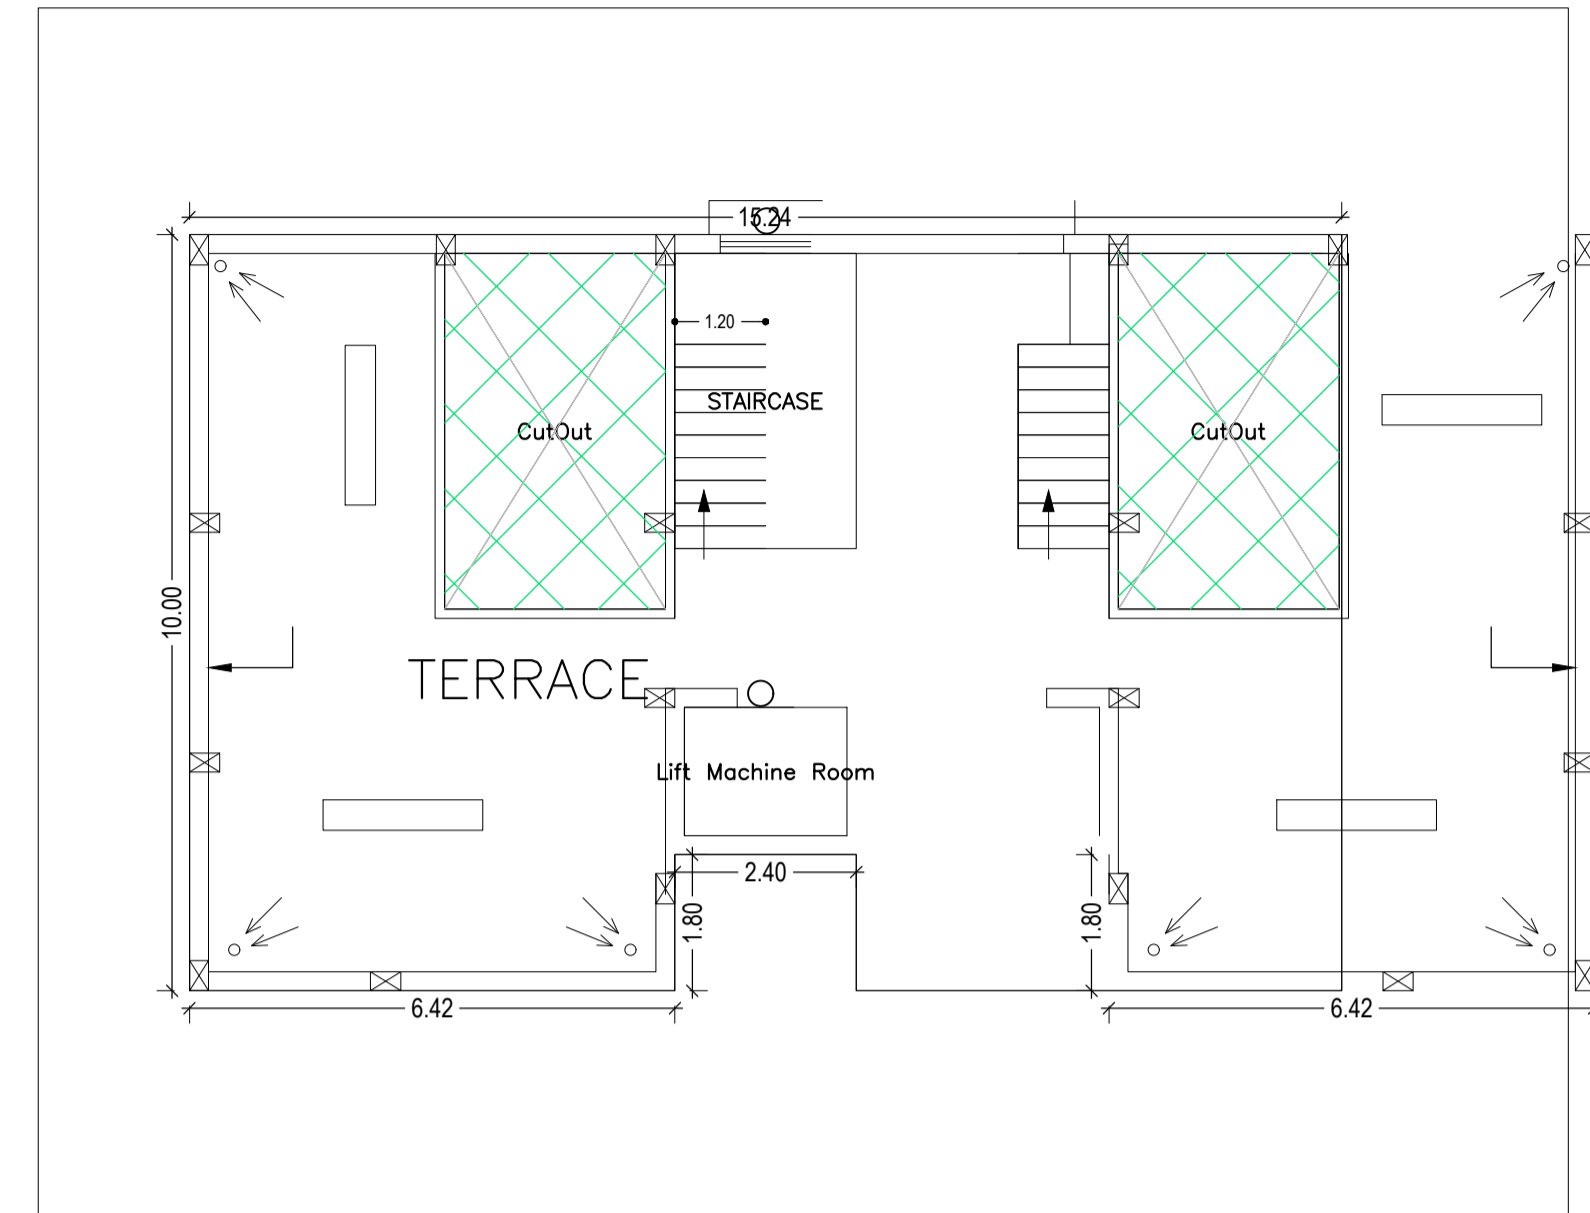 15.24
1.20
STAIRCASE
CutOut
CutOut
10.00
TERRACE
Lift Machine Room
2.40
1.80
1.80
6.42
6.42